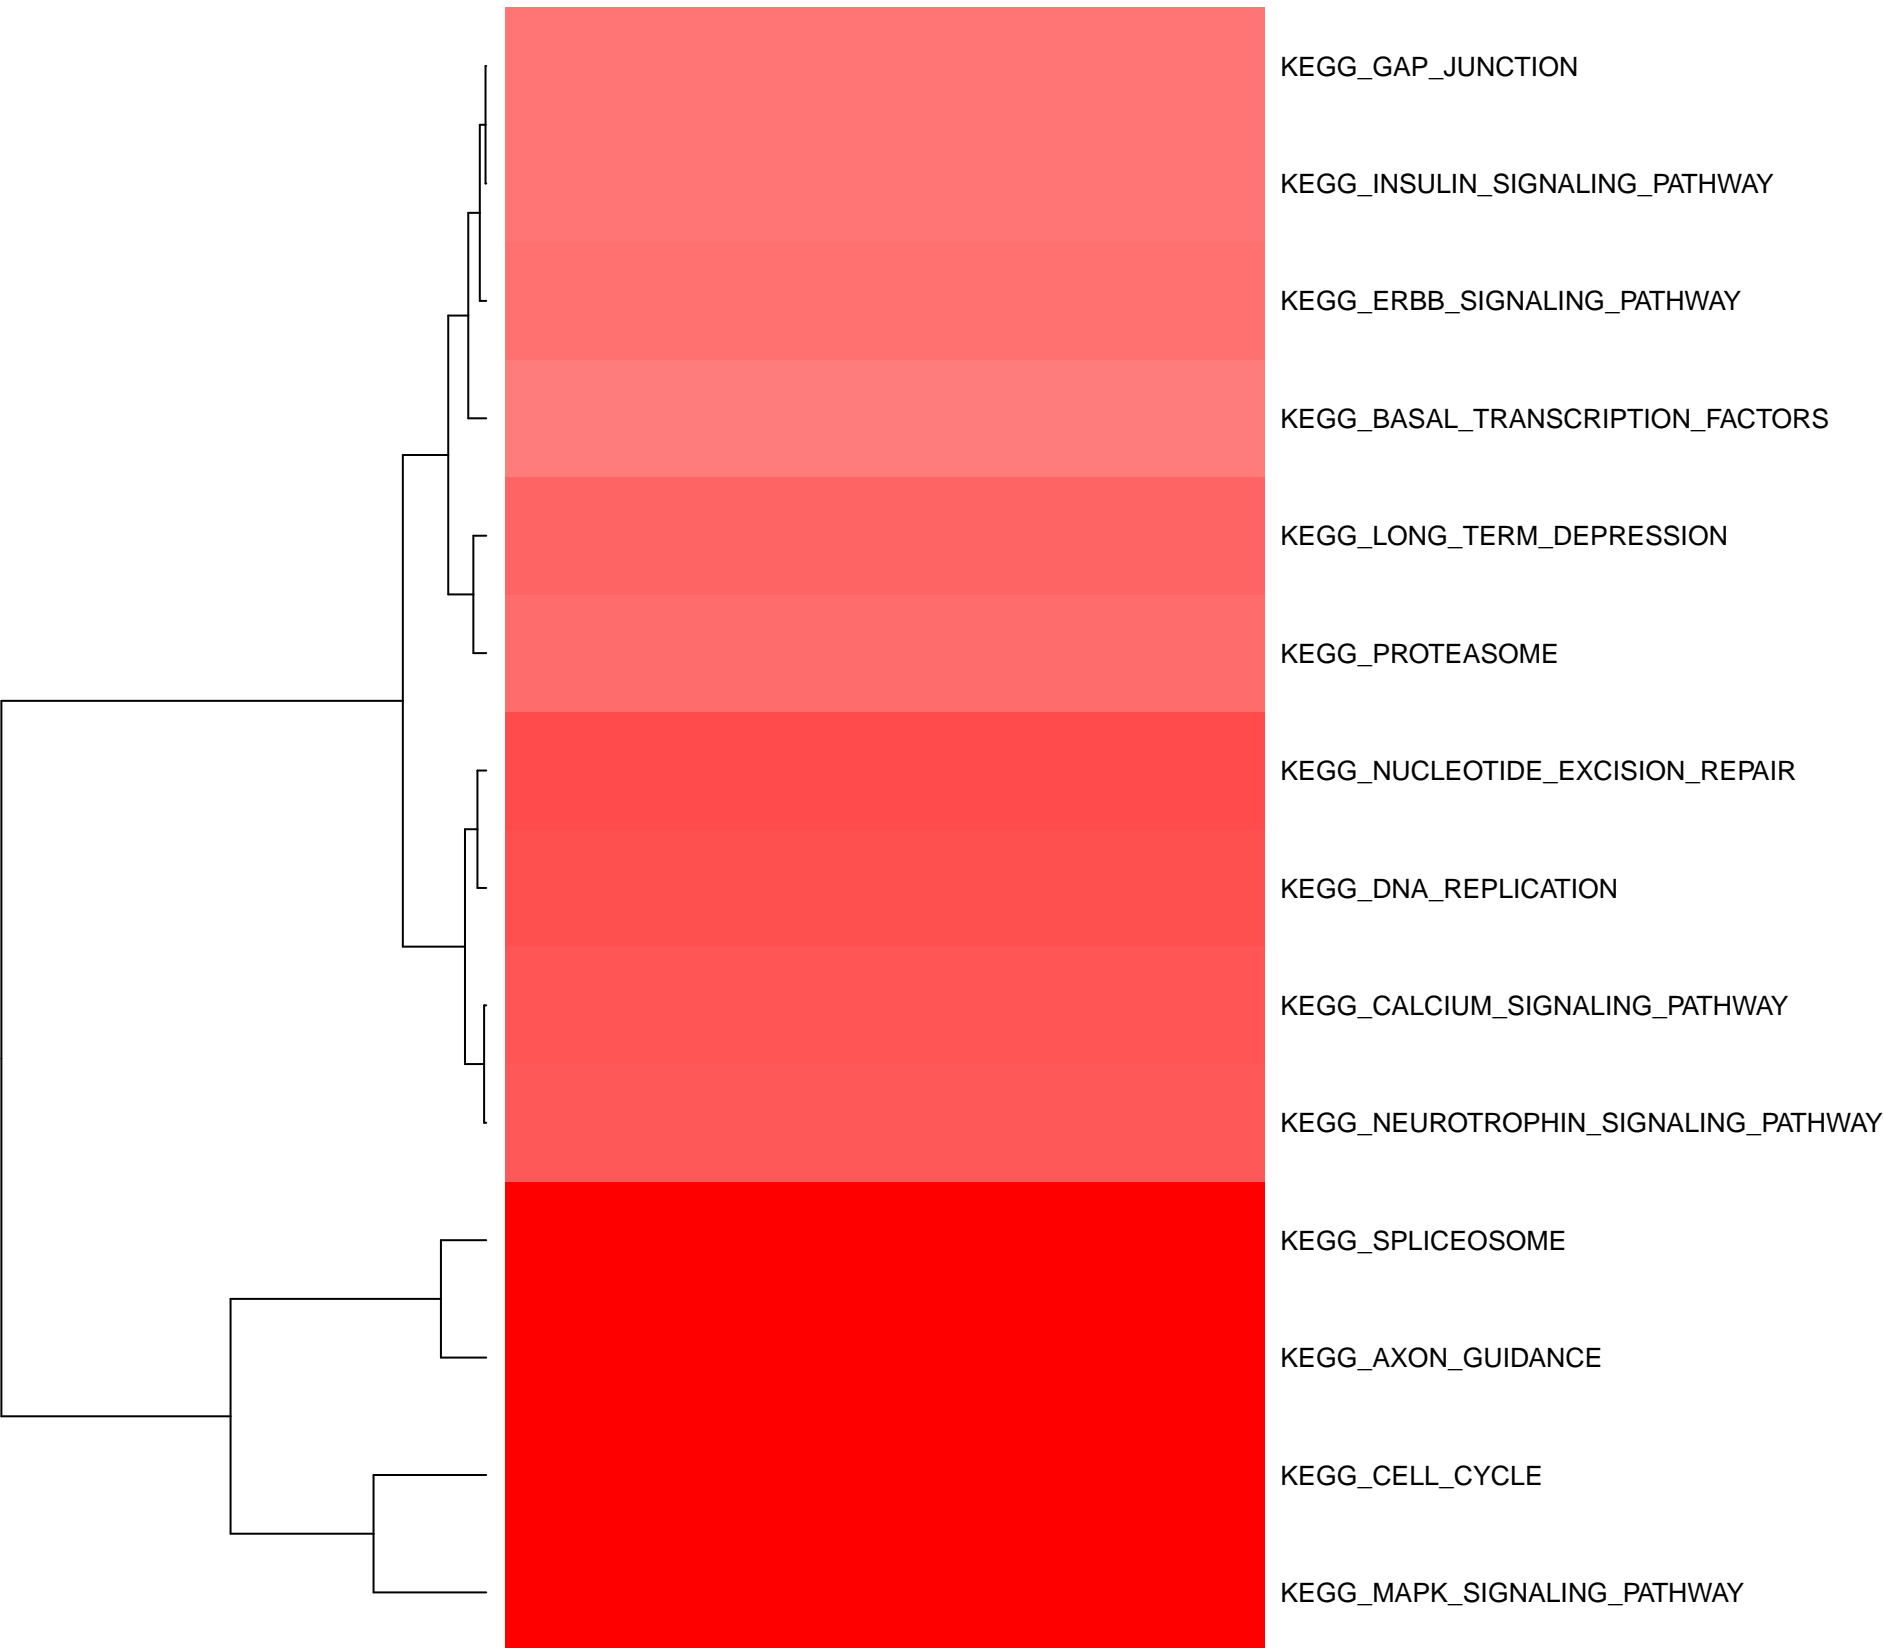 KEGG_GAP_JUNCTION
KEGG_INSULIN_SIGNALING_PATHWAY
KEGG_ERBB_SIGNALING_PATHWAY
KEGG_BASAL_TRANSCRIPTION_FACTORS
KEGG_LONG_TERM_DEPRESSION
KEGG_PROTEASOME
KEGG_NUCLEOTIDE_EXCISION_REPAIR
KEGG_DNA_REPLICATION
KEGG_CALCIUM_SIGNALING_PATHWAY
KEGG_NEUROTROPHIN_SIGNALING_PATHWAY
KEGG_SPLICEOSOME
KEGG_AXON_GUIDANCE
KEGG_CELL_CYCLE
KEGG_MAPK_SIGNALING_PATHWAY